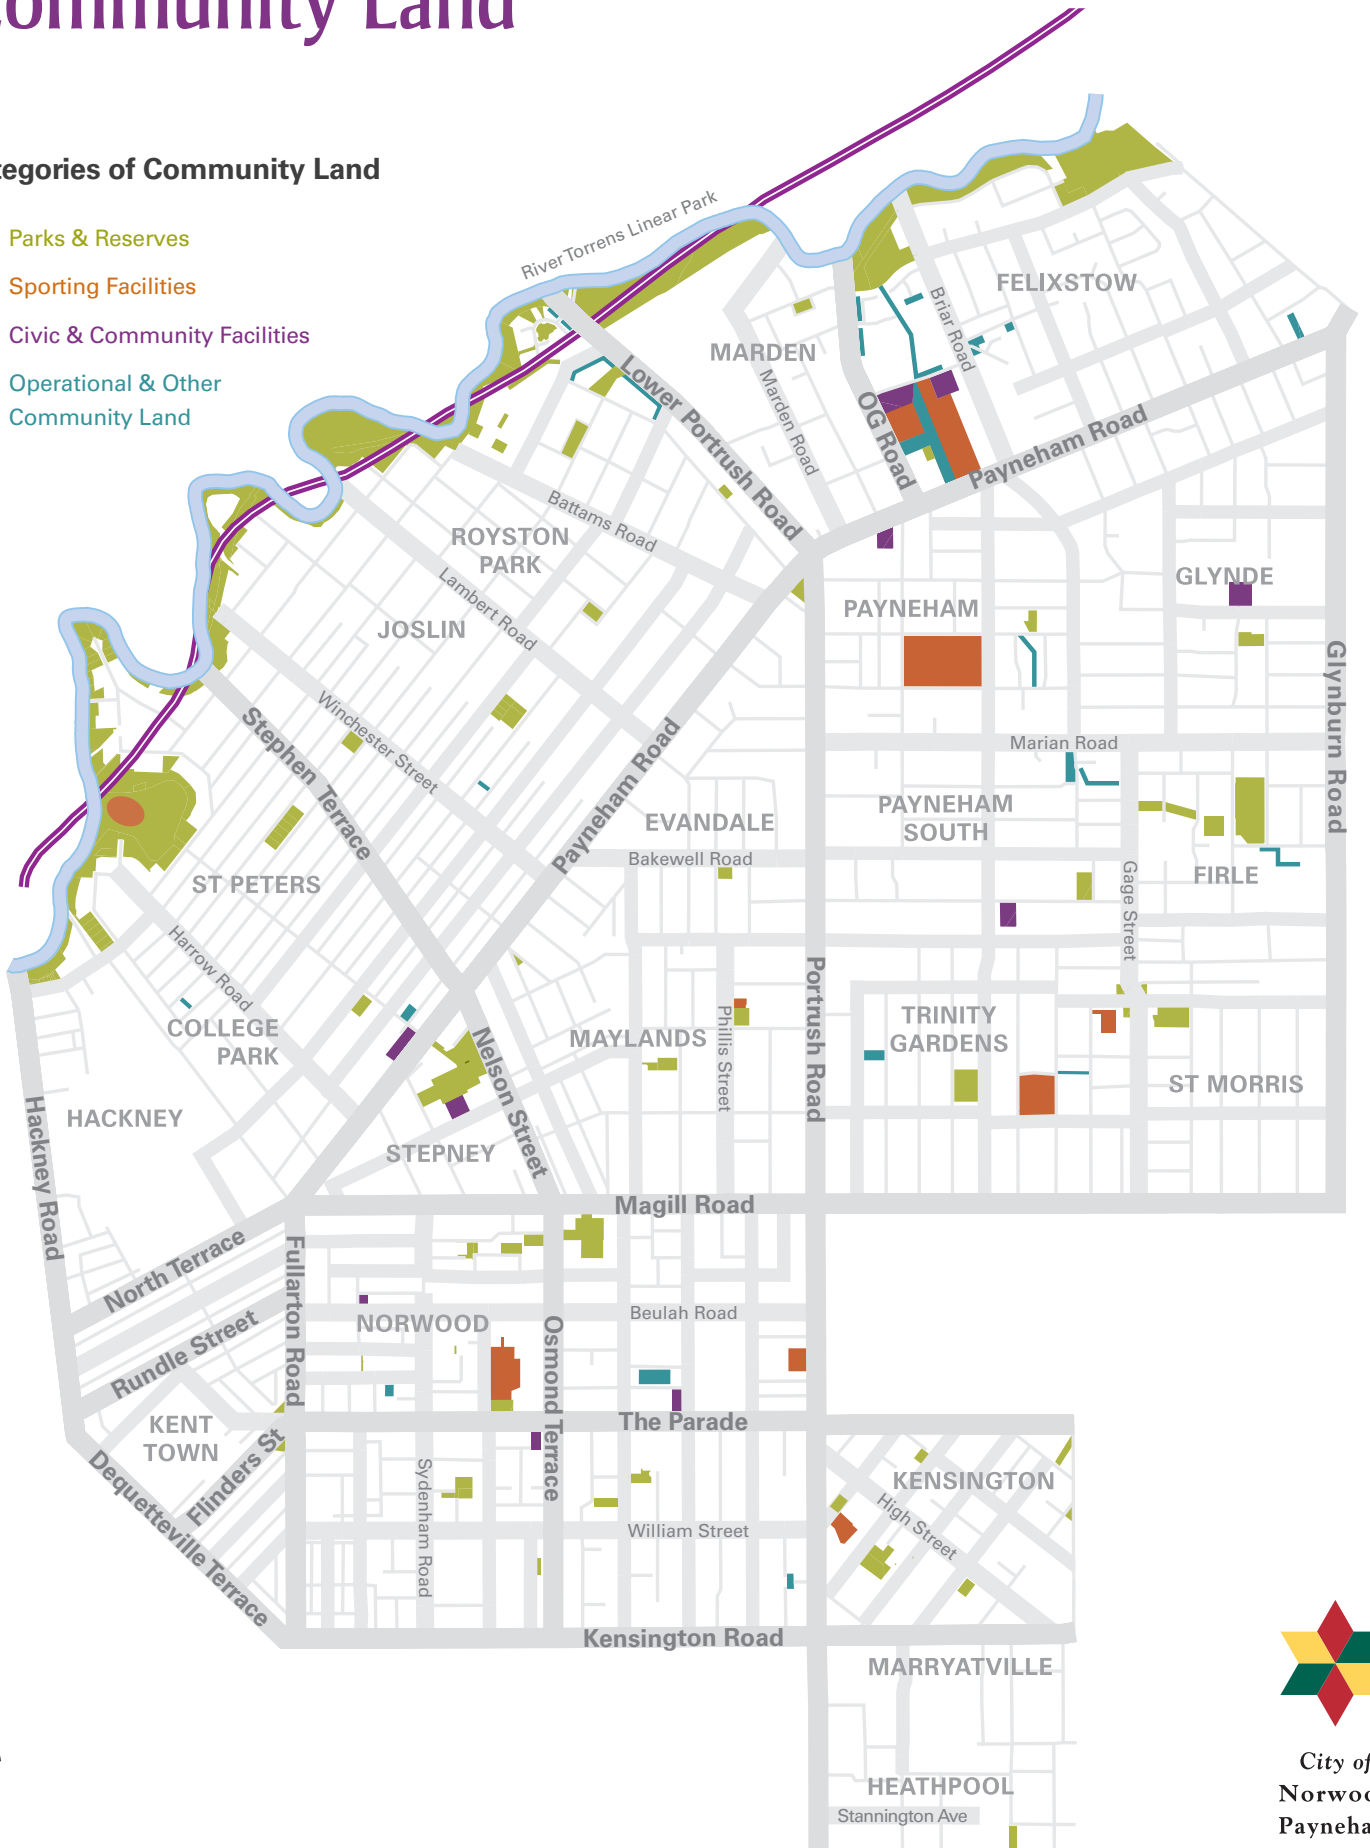 Community Land
tegories of Community Land
Parks & Reserves
Sporting Facilities
Civic & Community Facilities
Operational & Other
Community Land
River Torrens Linear Park
FELIXSTOW
Briar Road
MARDEN
Lower Portrush Road
Marden Road
OG Road
Payneham Road
Battams Road
ROYSTON
PARK
Lambert Road
JOSLIN
GLYNDE
PAYNEHAM
Glynburn Road
Winchester Street
Stephen Terrace
Payneham Road
Marian Road
EVANDALE
PAYNEHAM
SOUTH
Bakewell Road
ST PETERS
Gage Street
FIRLE
Harrow Road
Portrush Road
COLLEGE
PARK
MAYLANDS
Phillis Street
TRINITY
GARDENS
Nelson Street
ST MORRIS
HACKNEY
Hackney Road
STEPNEY
Magill Road
North Terrace
Fullarton Road
Rundle Street
NORWOOD
Osmond Terrace
Beulah Road
KENT
TOWN
Flinders St
The Parade
Dequetteville Terrace
Sydenham Road
KENSINGTON
High Street
William Street
Kensington Road
MARRYATVILLE
HEATHPOOL
Stannington Ave
City of
Norwoo
Payneha